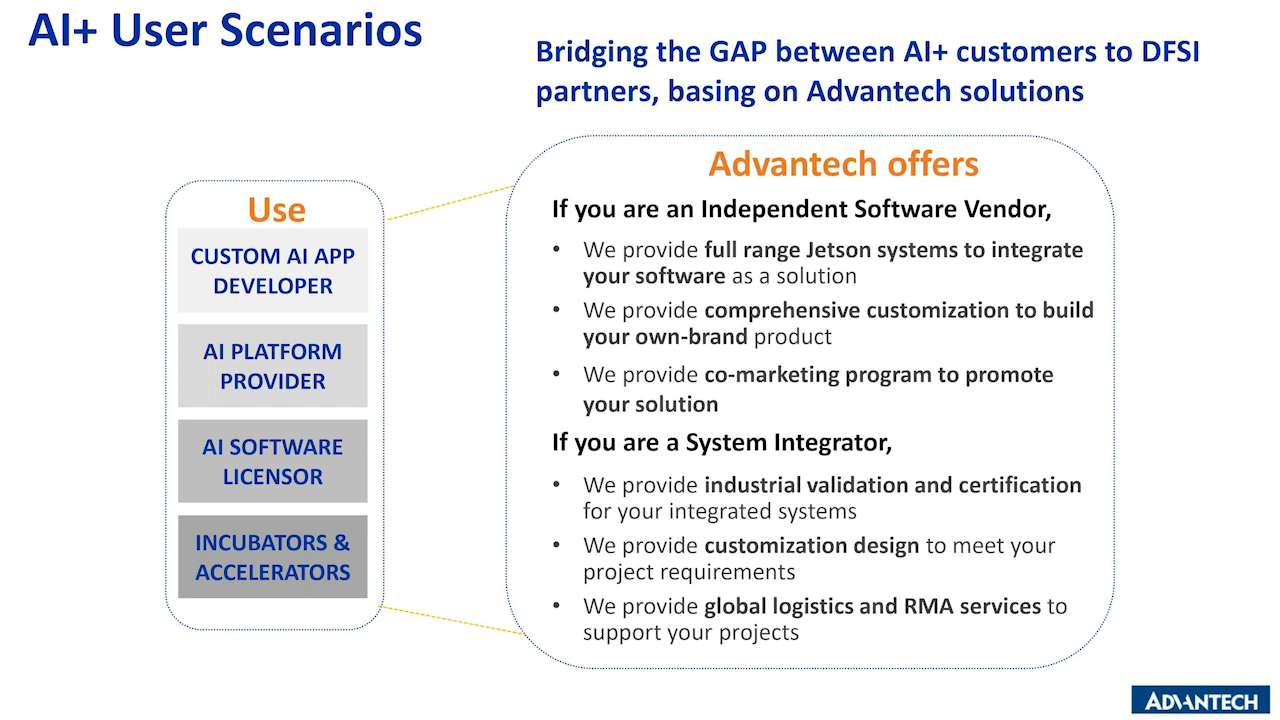 AI+ User Scenarios
Bridging the GAP between AI+ customers to DFSI
partners, basing on Advantech solutions
Use
CUSTOM AI APP
DEVELOPER
AI PLATFORM
PROVIDER
AI SOFTWARE
LICENSOR
INCUBATORS &
ACCELERATORS
Advantech offers
If you are an Independent Software Vendor,
• We provide full range Jetson systems to integrate
your software as a solution
• We provide comprehensive customization to build
your own-brand product
• We provide co-marketing program to promote
your solution
If you are a System Integrator,
• We provide industrial validation and certification
for your integrated systems
• We provide customization design to meet your
project requirements
• We provide global logistics and RMA services to
support your projects
ADVANTECH